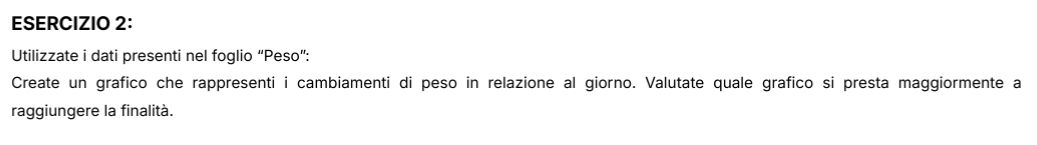 ESERCIZIO 2:
Utilizzate i dati presenti nel foglio “Peso”:
Create un grafico che rappresenti i cambiamenti di peso in relazione al giorno. Valutate quale grafico si presta maggiormente a
raggiungere la finalità.